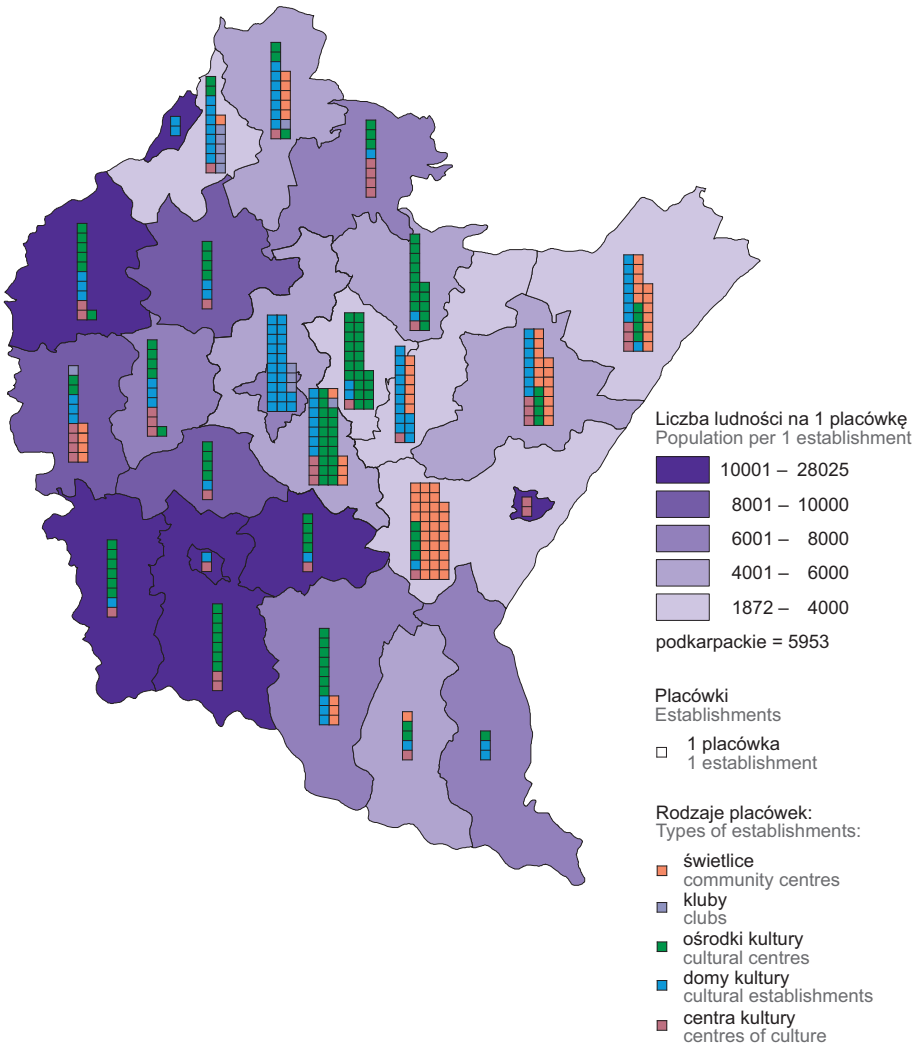 Liczba ludności na 1 placówkę
Population per 1 establishment
10001 – 28025
8001 – 10000
6001 – 8000
4001 – 6000
1872 – 4000
podkarpackie = 5953
Placówki
Establishments
1 placówka
1 establishment
Rodzaje placówek:
Types of establishments:
świetlice
community centres
kluby
clubs
ośrodki kultury
cultural centres
domy kultury
cultural establishments
centra kultury
centres of culture